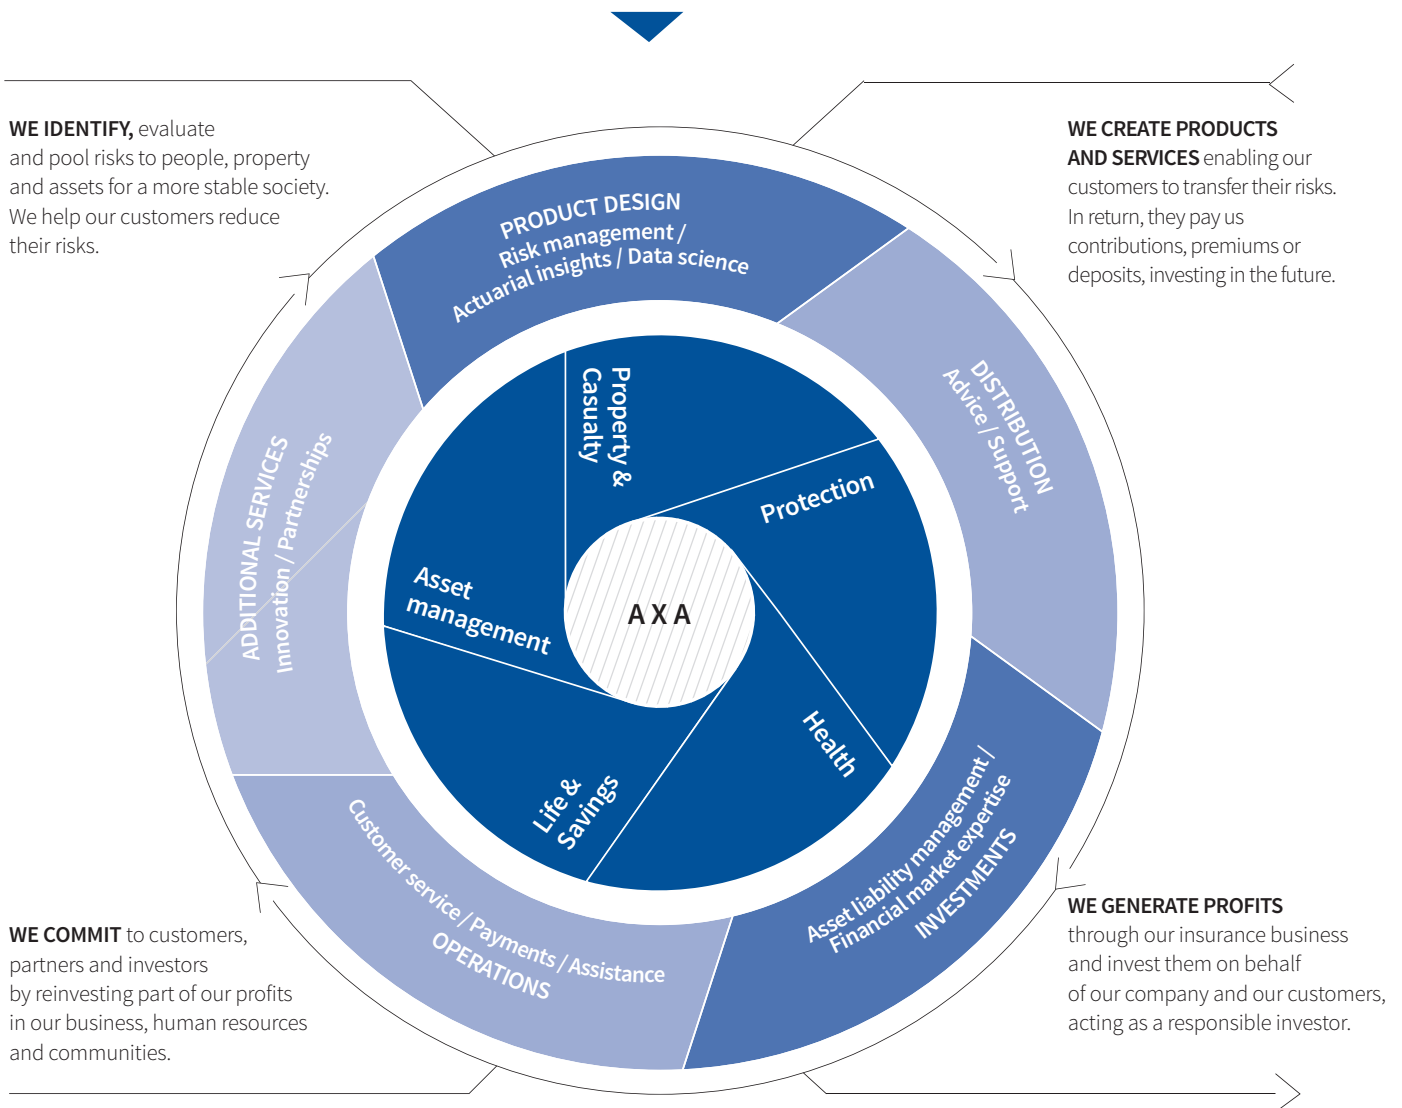 WE IDENTIFY, evaluate
and pool risks to people, property
and assets for a more stable society.
We help our customers reduce
their risks.
WE CREATE PRODUCTS
AND SERVICES enabling our
customers to transfer their risks.
In return, they pay us
contributions, premiums or
deposits, investing in the future.
PRODUCT DESIGN
Risk management /
Actuarial insights / Data science
DISTRIBUTION
Advice / Support
ADDITIONAL SERVICES
Innovation / Partnerships
Property &
Casualty
Protection
Asset
management
AXA
Health
Life &
Savings
Asset liability management /
Financial market expertise
INVESTMENTS
Customer service / Payments / Assistance
OPERATIONS
WE COMMIT to customers,
partners and investors
by reinvesting part of our profits
in our business, human resources
and communities.
WE GENERATE PROFITS
through our insurance business
and invest them on behalf
of our company and our customers,
acting as a responsible investor.